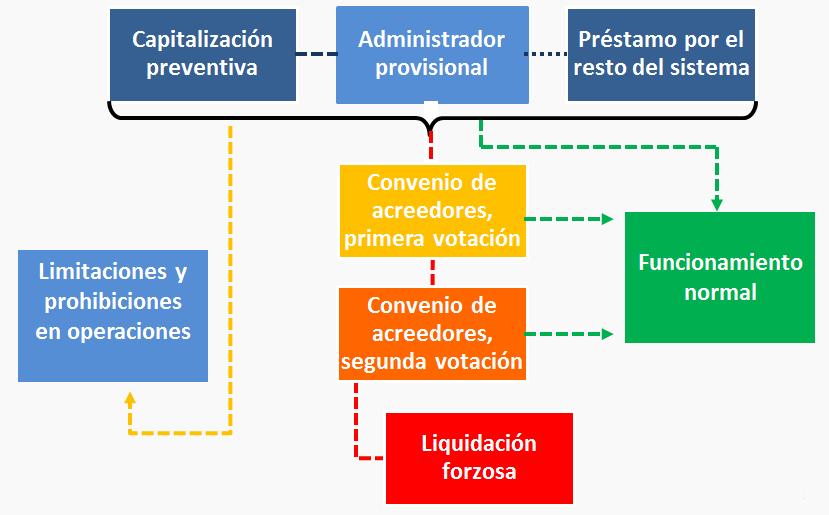 Capitalización
preventiva
Administrador
provisional
Préstamo por el
resto del sistema
Convenio de
acreedores,
primera votación
Limitaciones y
prohibiciones
en operaciones
Funcionamiento
normal
Convenio de
acreedores,
segunda votación
Liquidación
forzosa